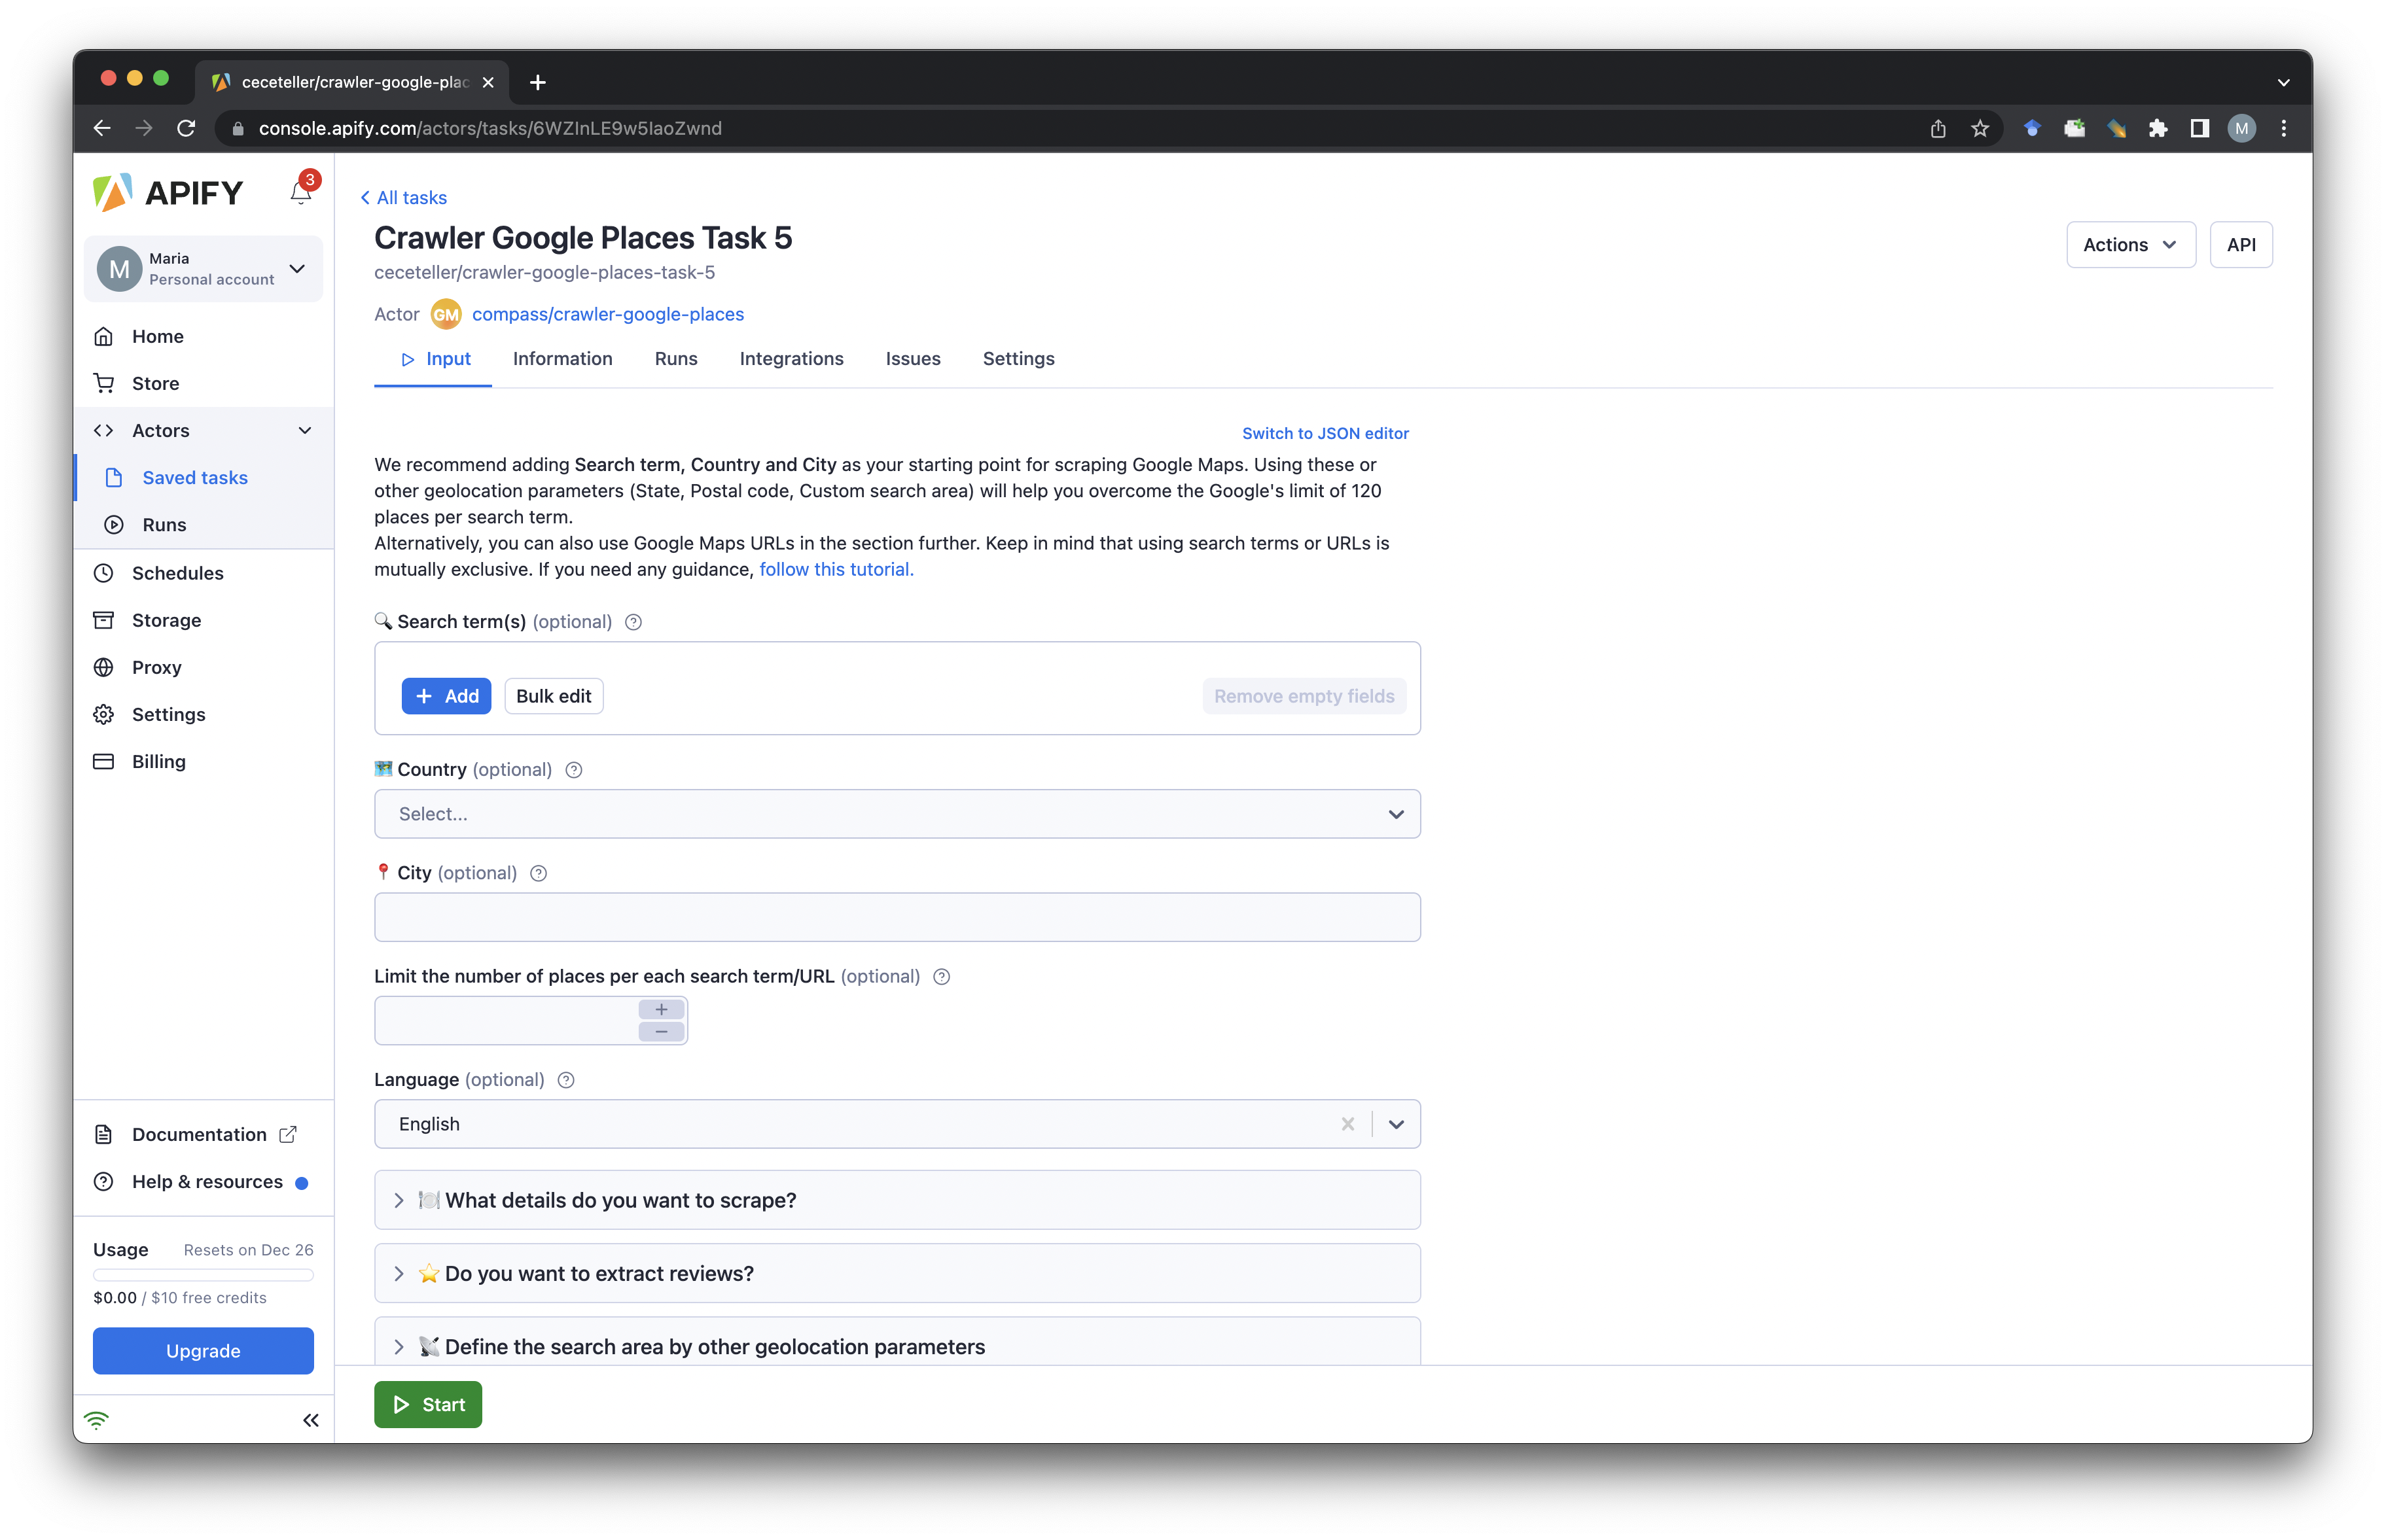 ceceteller/crawler-google-plac
console.apify.com/actors/tasks/6WZInLE9w5IaoZwnd
M
APIFY
3
M
Maria
Personal account
Home
Store
Actors
Saved tasks
Runs
Schedules
Storage
Proxy
Settings
Billing
Documentation
Help & resources
Usage Resets on Dec 26
$0.00 / $10 free credits
Upgrade
All tasks
Crawler Google Places Task 5
ceceteller/crawler-google-places-task-5
Actions
API
Actor GM compass/crawler-google-places
Input Information Runs Integrations Issues Settings
Switch to JSON editor
We recommend adding Search term, Country and City as your starting point for scraping Google Maps. Using these or
other geolocation parameters (State, Postal code, Custom search area) will help you overcome the Google's limit of 120
places per search term.
Alternatively, you can also use Google Maps URLs in the section further. Keep in mind that using search terms or URLs is
mutually exclusive. If you need any guidance, follow this tutorial.
🔍 Search term(s) (optional) ?
+ Add Bulk edit Remove empty fields
🗺️ Country (optional) ?
Select...
📍 City (optional) ?
Limit the number of places per each search term/URL (optional) ?
Language (optional) ?
English
🍽️ What details do you want to scrape?
⭐ Do you want to extract reviews?
📡 Define the search area by other geolocation parameters
Start